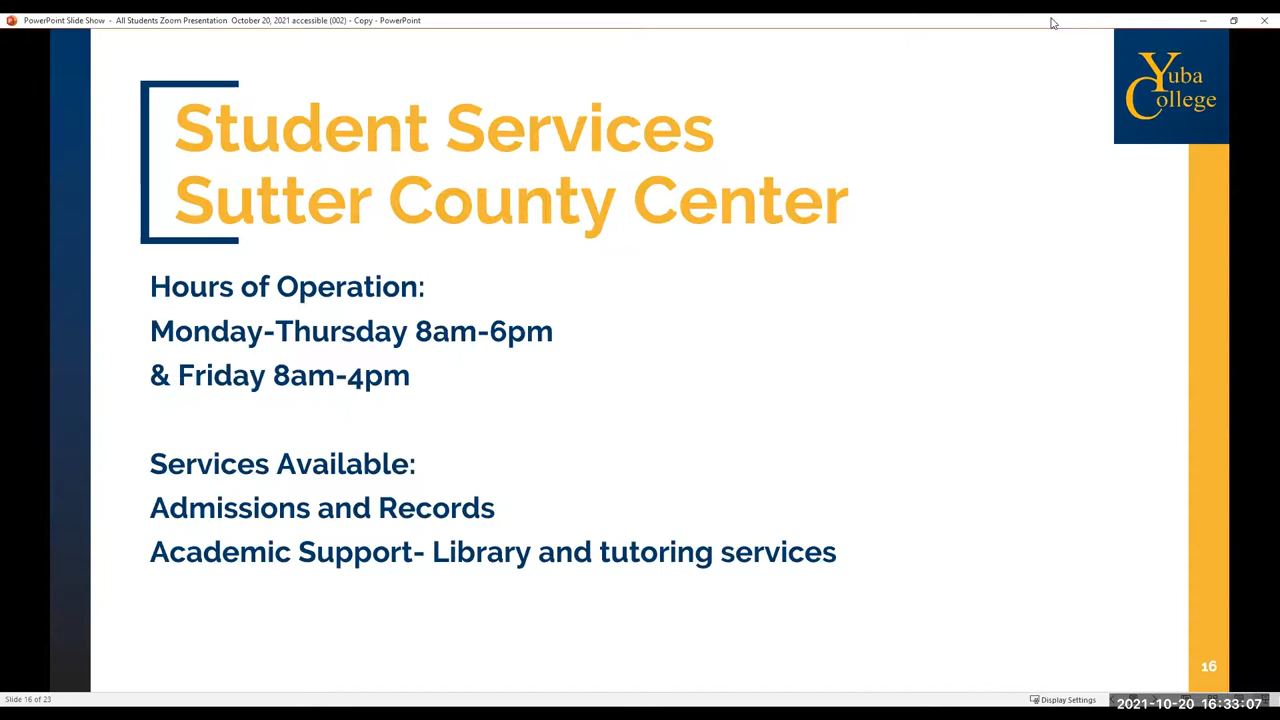 PowerPoint Slide Show - All Students Zoom Presentation October 20, 2021 accessible (002) - Copy - PowerPoint
Yuba
College
Student Services
Sutter County Center
Hours of Operation:
Monday-Thursday 8am-6pm
& Friday 8am-4pm
Services Available:
Admissions and Records
Academic Support- Library and tutoring services
16
Slide 16 of 23
Display Settings
2021-10-20 16:33:07